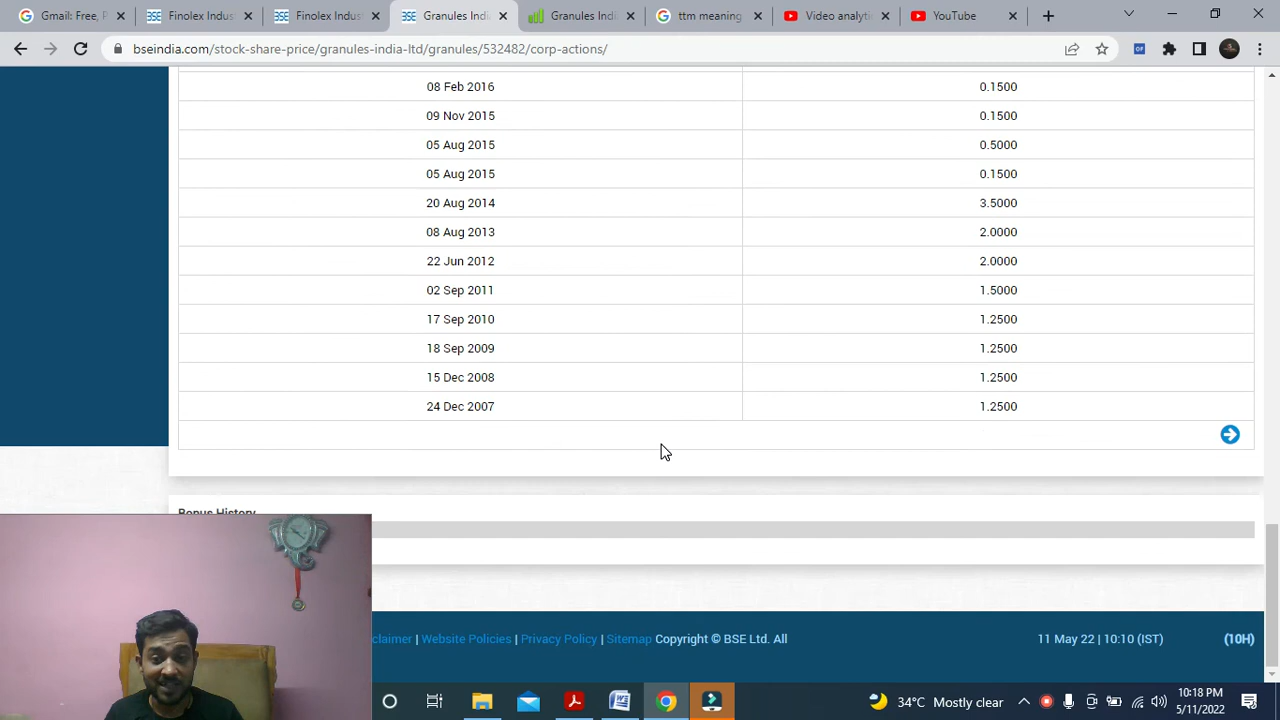 Gmail: Free, P
Finolex Indus
Finolex Indus
Granules Indi
Granules Indi
ttm meaning
Video analyti
YouTube
bseindia.com/stock-share-price/granules-india-ltd/granules/532482/corp-actions/
08 Feb 2016 0.1500
09 Nov 2015 0.1500
05 Aug 2015 0.5000
05 Aug 2015 0.1500
20 Aug 2014 3.5000
08 Aug 2013 2.0000
22 Jun 2012 2.0000
02 Sep 2011 1.5000
17 Sep 2010 1.2500
18 Sep 2009 1.2500
15 Dec 2008 1.2500
24 Dec 2007 1.2500
Bonus History
claimer | Website Policies | Privacy Policy | Sitemap Copyright © BSE Ltd. All
11 May 22 | 10:10 (IST) (10H)
34°C Mostly clear
10:18 PM
5/11/2022